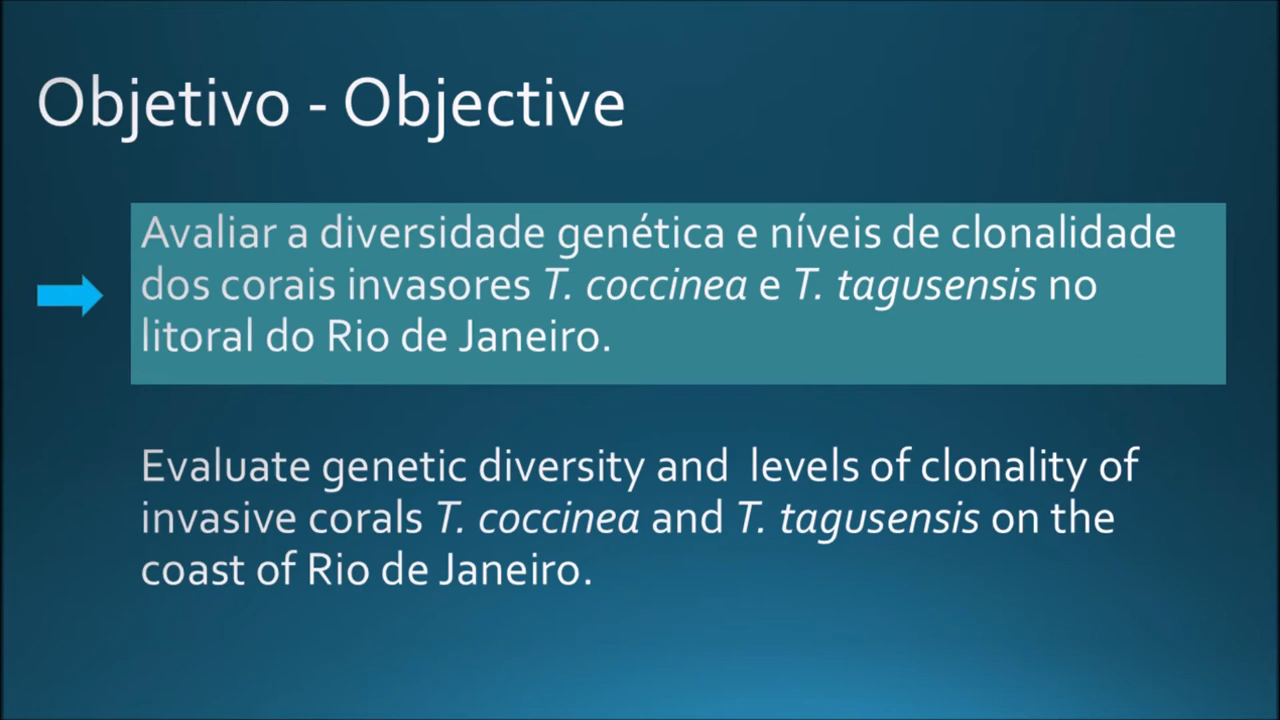 Objetivo - Objective
Avaliar a diversidade genética e níveis de clonalidade
dos corais invasores T. coccinea e T. tagusensis no
litoral do Rio de Janeiro.
Evaluate genetic diversity and levels of clonality of
invasive corals T. coccinea and T. tagusensis on the
coast of Rio de Janeiro.